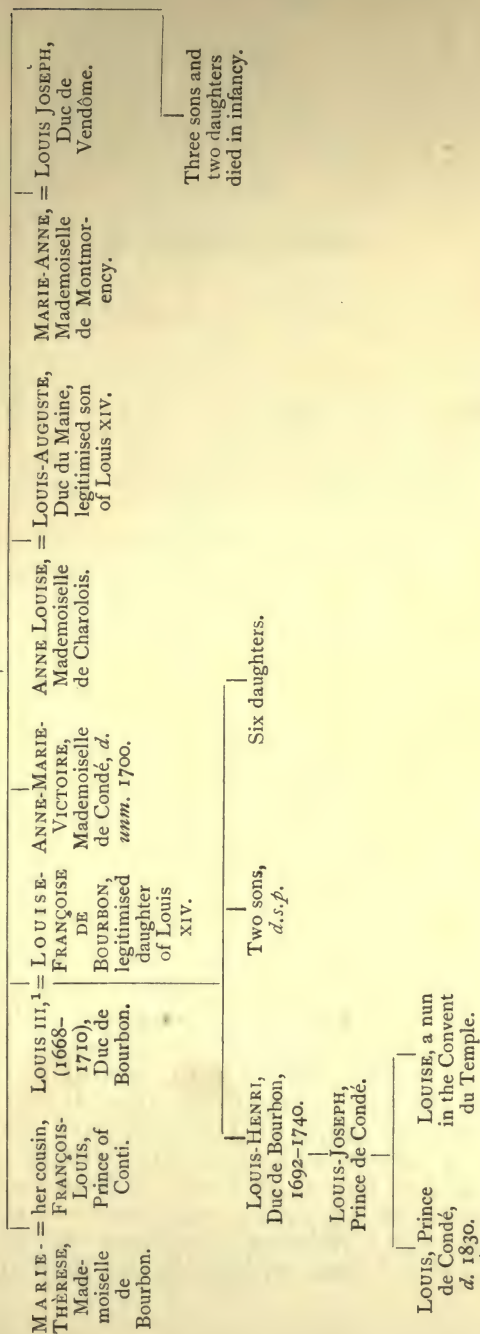 MARIE-
THÈRESE,
Made-
moiselle
de
Bourbon.
= her cousin,
FRANÇOIS-
LOUIS,
Prince of
Conti.
LOUIS III,¹
(1668–
1710),
Duc de
Bourbon.
= LOUISE-
FRANÇOISE
DE
BOURBON,
legitimised
daughter
of Louis
XIV.
ANNE-MARIE-
VICTOIRE,
Mademoiselle
de Condé, d.
unm. 1700.
ANNE LOUISE,
Mademoiselle
de Charolois.
= LOUIS-AUGUSTE,
Duc du Maine,
legitimised son
of Louis XIV.
MARIE-ANNE,
Mademoiselle
de Montmor-
ency.
= LOUIS JOSEPH,
Duc de
Vendôme.
Three sons and
two daughters
died in infancy.
LOUIS-HENRI,
Duc de Bourbon,
1692–1740.
Two sons,
d.s.p.
Six daughters.
LOUIS-JOSEPH,
Prince de Condé.
LOUIS, Prince
de Condé,
d. 1830.
LOUISE, a nun
in the Convent
du Temple.